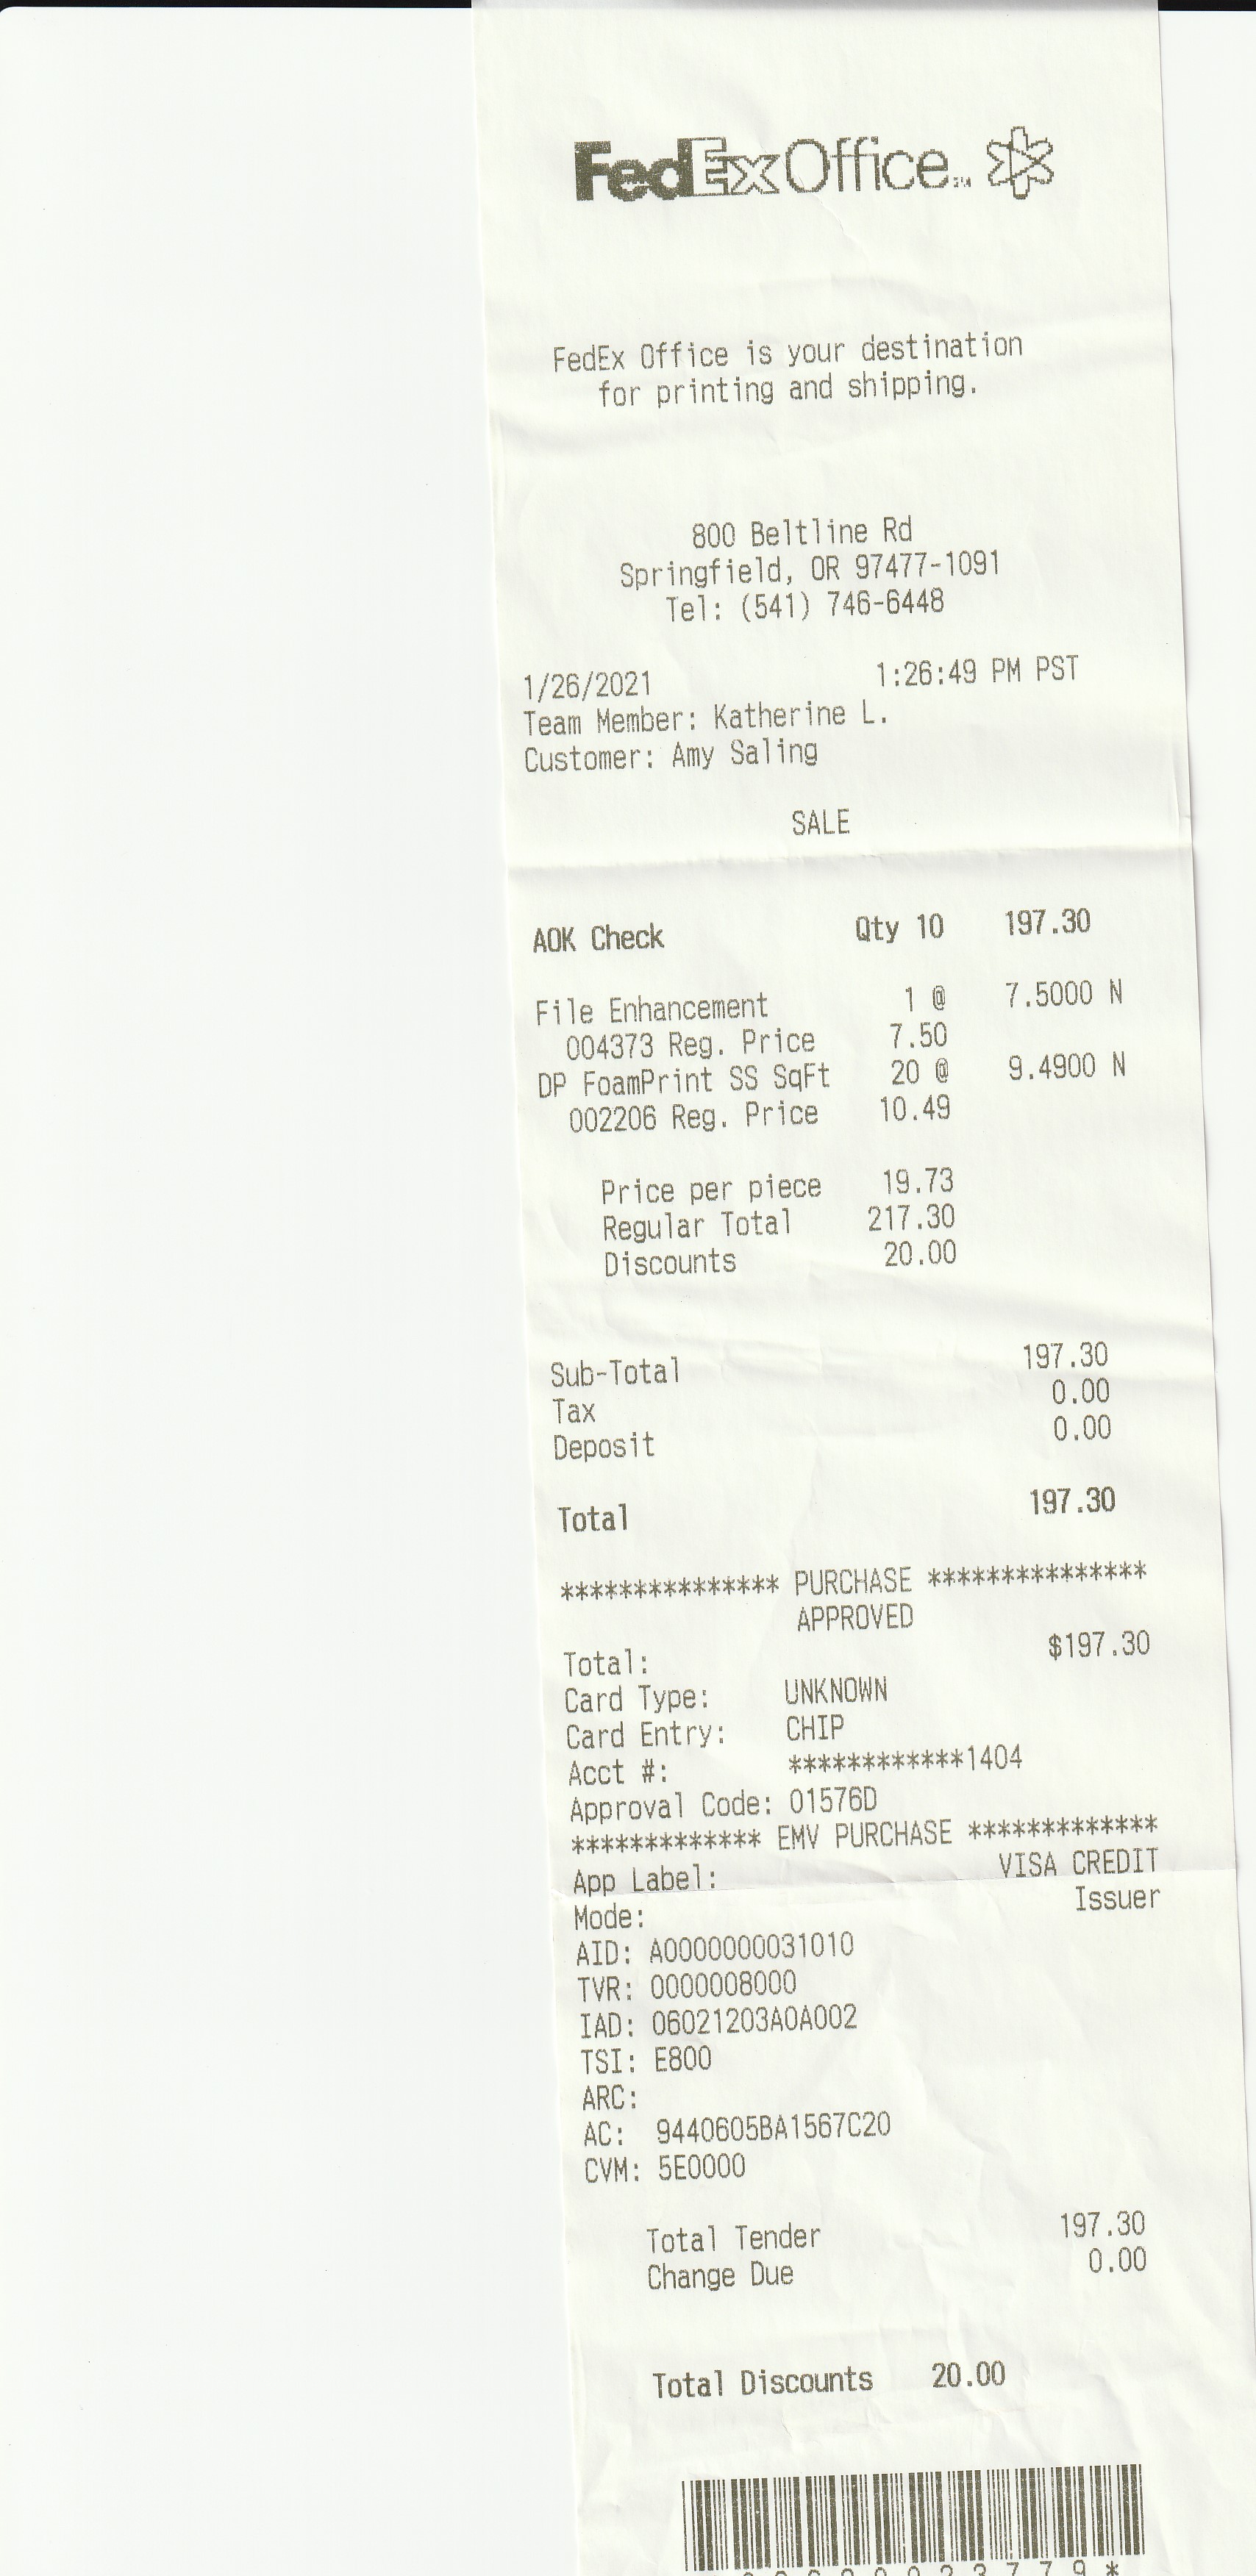 FedExOffice℠
FedEx Office is your destination
for printing and shipping.
800 Beltline Rd
Springfield, OR 97477-1091
Tel: (541) 746-6448
1/26/2021 1:26:49 PM PST
Team Member: Katherine L.
Customer: Amy Saling
SALE
AOK Check Qty 10 197.30
File Enhancement 1 @ 7.5000 N
004373 Reg. Price 7.50
DP FoamPrint SS SqFt 20 @ 9.4900 N
002206 Reg. Price 10.49
Price per piece 19.73
Regular Total 217.30
Discounts 20.00
Sub-Total 197.30
Tax 0.00
Deposit 0.00
Total 197.30
*************** PURCHASE ***************
APPROVED
Total: $197.30
Card Type: UNKNOWN
Card Entry: CHIP
Acct #: ************1404
Approval Code: 01576D
************* EMV PURCHASE *************
App Label: VISA CREDIT
Mode: Issuer
AID: A0000000031010
TVR: 0000008000
IAD: 06021203A0A002
TSI: E800
ARC:
AC: 9440605BA1567C20
CVM: 5E0000
Total Tender 197.30
Change Due 0.00
Total Discounts 20.00